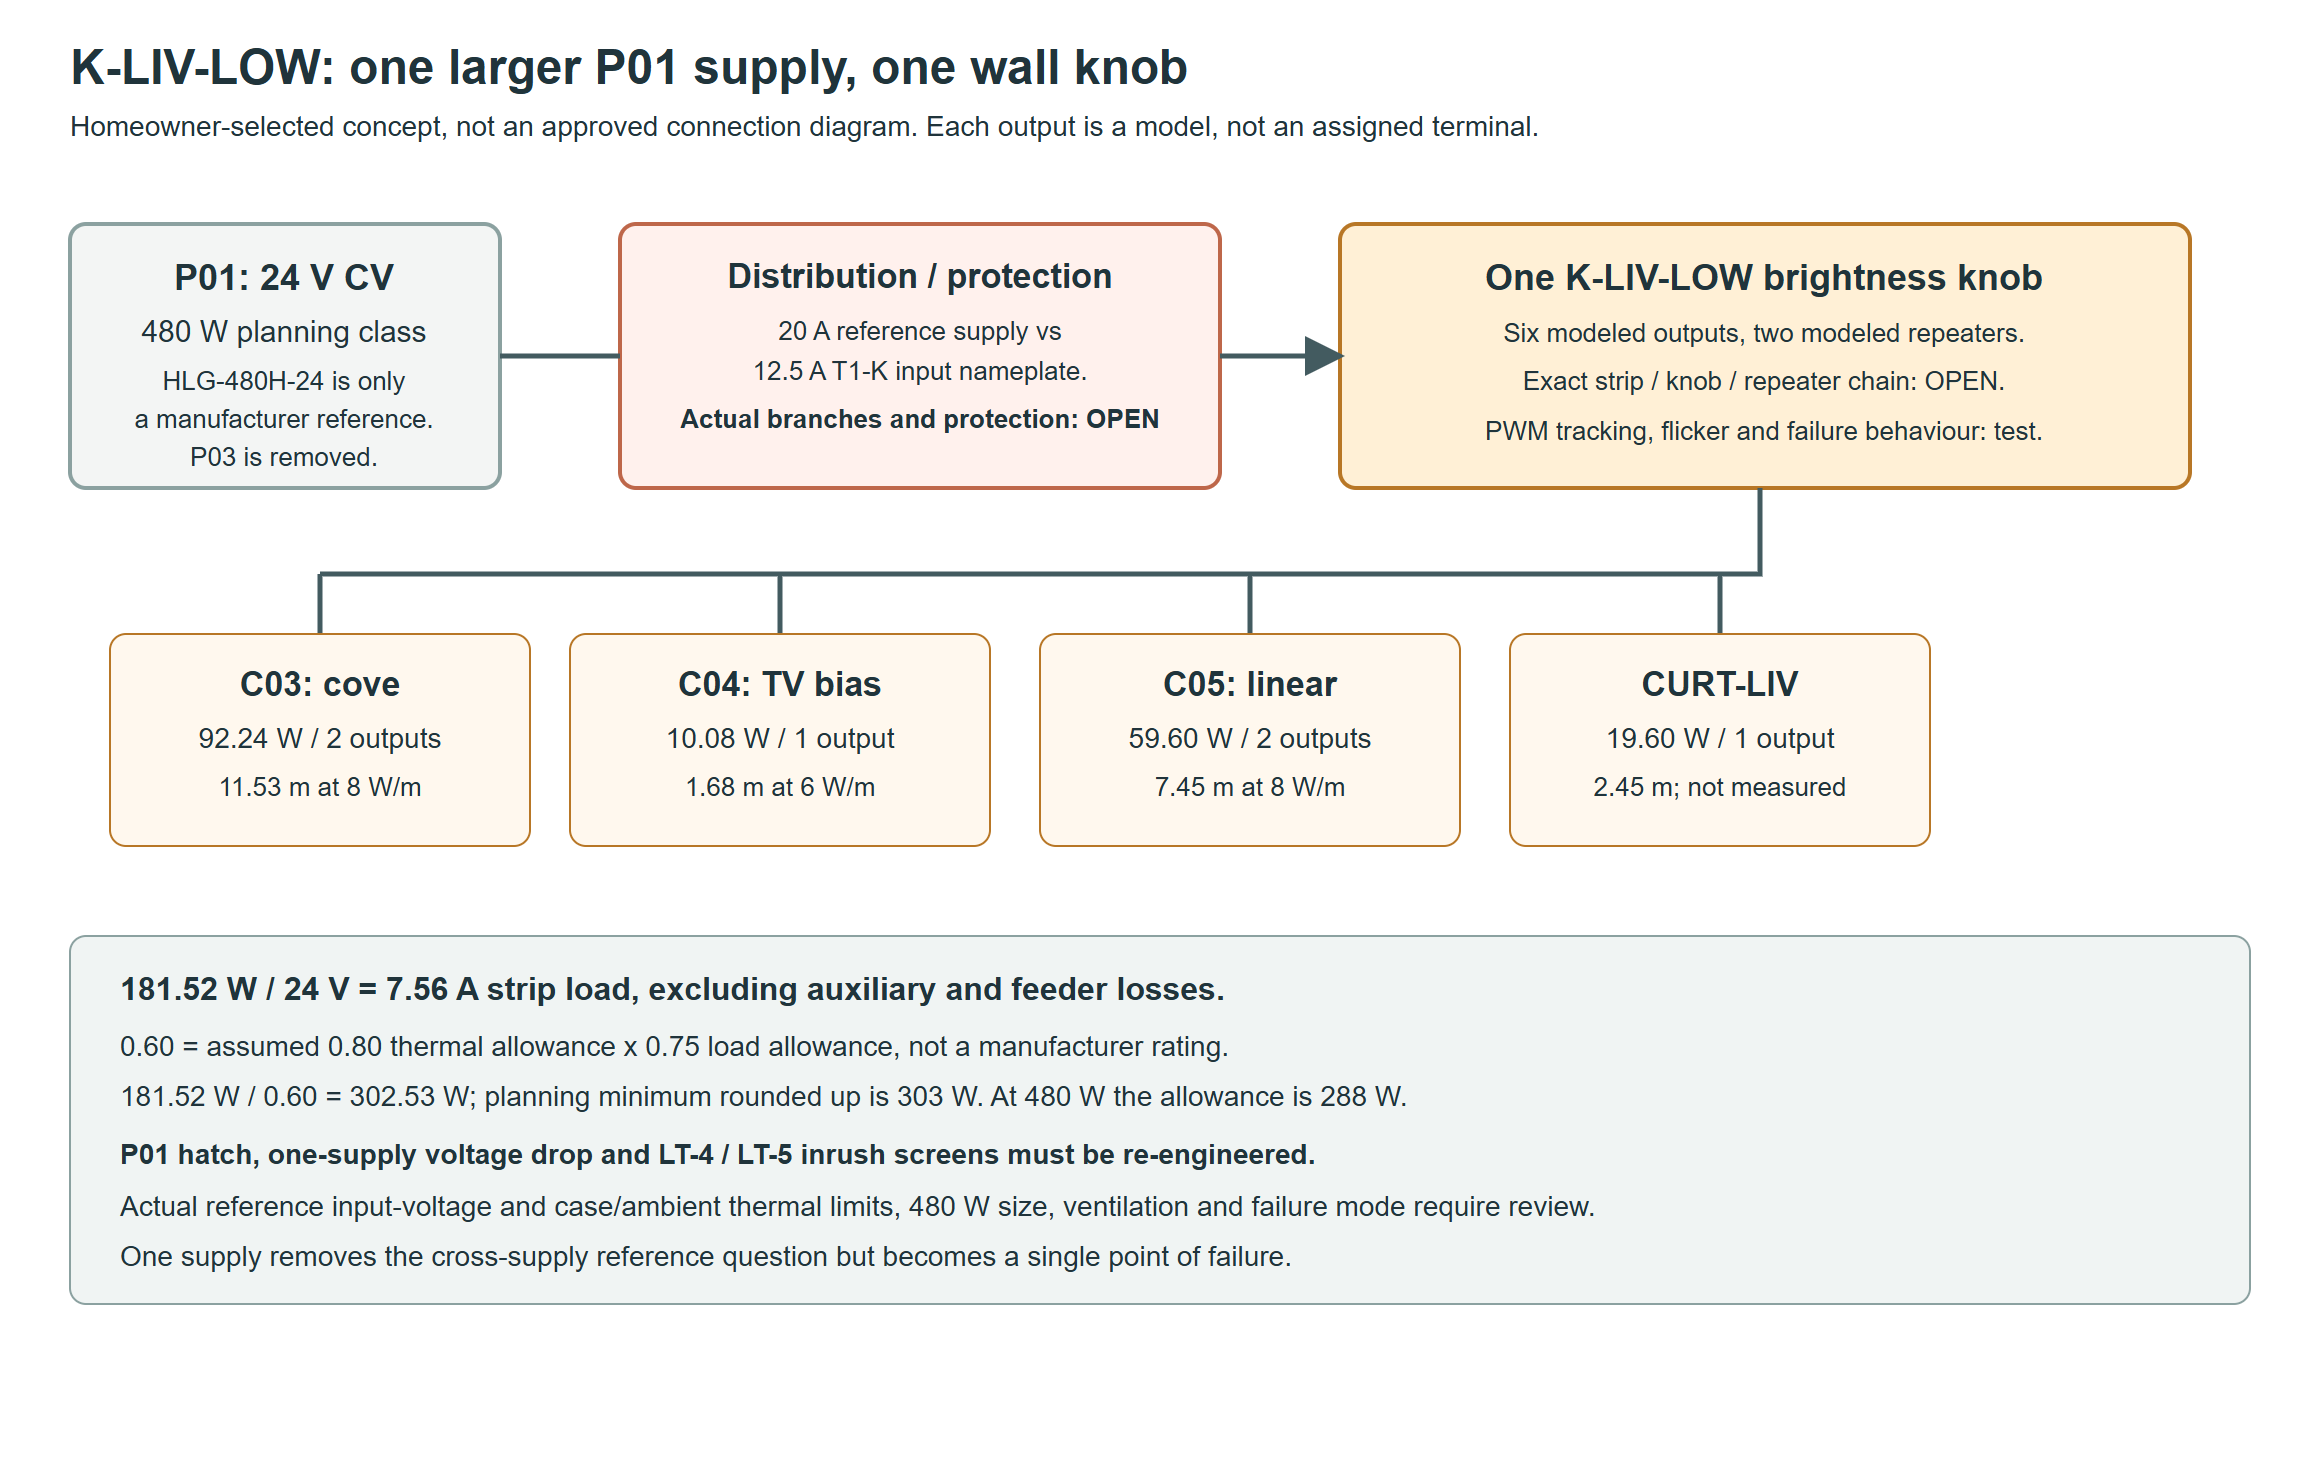 K-LIV-LOW: one larger P01 supply, one wall knob
Homeowner-selected concept, not an approved connection diagram. Each output is a model, not an assigned terminal.
P01: 24 V CV
480 W planning class
HLG-480H-24 is only
a manufacturer reference.
P03 is removed.
Distribution / protection
20 A reference supply vs
12.5 A T1-K input nameplate.
Actual branches and protection: OPEN
One K-LIV-LOW brightness knob
Six modeled outputs, two modeled repeaters.
Exact strip / knob / repeater chain: OPEN.
PWM tracking, flicker and failure behaviour: test.
C03: cove
92.24 W / 2 outputs
11.53 m at 8 W/m
C04: TV bias
10.08 W / 1 output
1.68 m at 6 W/m
C05: linear
59.60 W / 2 outputs
7.45 m at 8 W/m
CURT-LIV
19.60 W / 1 output
2.45 m; not measured
181.52 W / 24 V = 7.56 A strip load, excluding auxiliary and feeder losses.
0.60 = assumed 0.80 thermal allowance x 0.75 load allowance, not a manufacturer rating.
181.52 W / 0.60 = 302.53 W; planning minimum rounded up is 303 W. At 480 W the allowance is 288 W.
P01 hatch, one-supply voltage drop and LT-4 / LT-5 inrush screens must be re-engineered.
Actual reference input-voltage and case/ambient thermal limits, 480 W size, ventilation and failure mode require review.
One supply removes the cross-supply reference question but becomes a single point of failure.